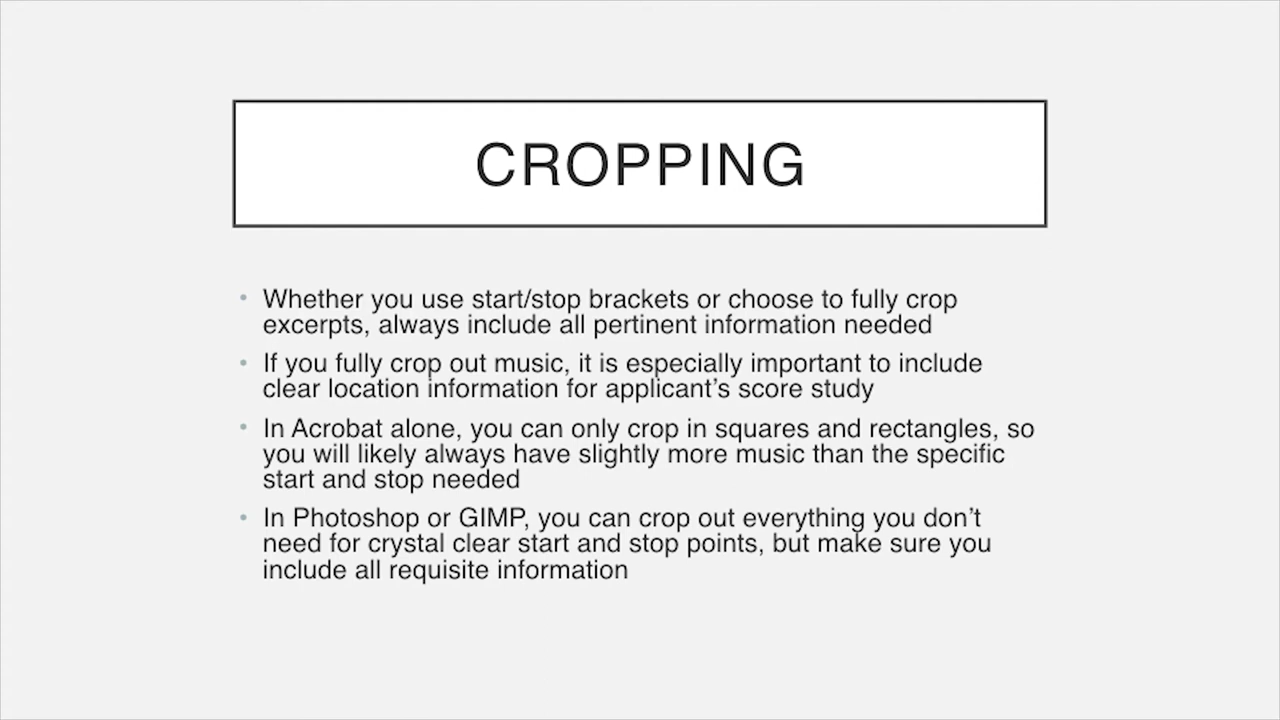 CROPPING
• Whether you use start/stop brackets or choose to fully crop
excerpts, always include all pertinent information needed
• If you fully crop out music, it is especially important to include
clear location information for applicant’s score study
• In Acrobat alone, you can only crop in squares and rectangles, so
you will likely always have slightly more music than the specific
start and stop needed
• In Photoshop or GIMP, you can crop out everything you don’t
need for crystal clear start and stop points, but make sure you
include all requisite information